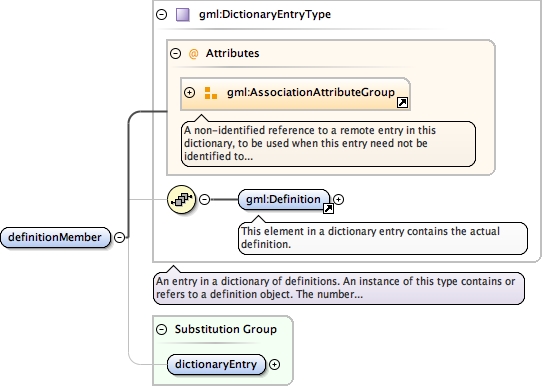 gml:DictionaryEntryType
@ Attributes
gml:AssociationAttributeGroup
A non-identified reference to a remote entry in this
dictionary, to be used when this entry need not be
identified to...
gml:Definition
This element in a dictionary entry contains the actual
definition.
definitionMember
An entry in a dictionary of definitions. An instance of this type contains or
refers to a definition object. The number...
Substitution Group
dictionaryEntry